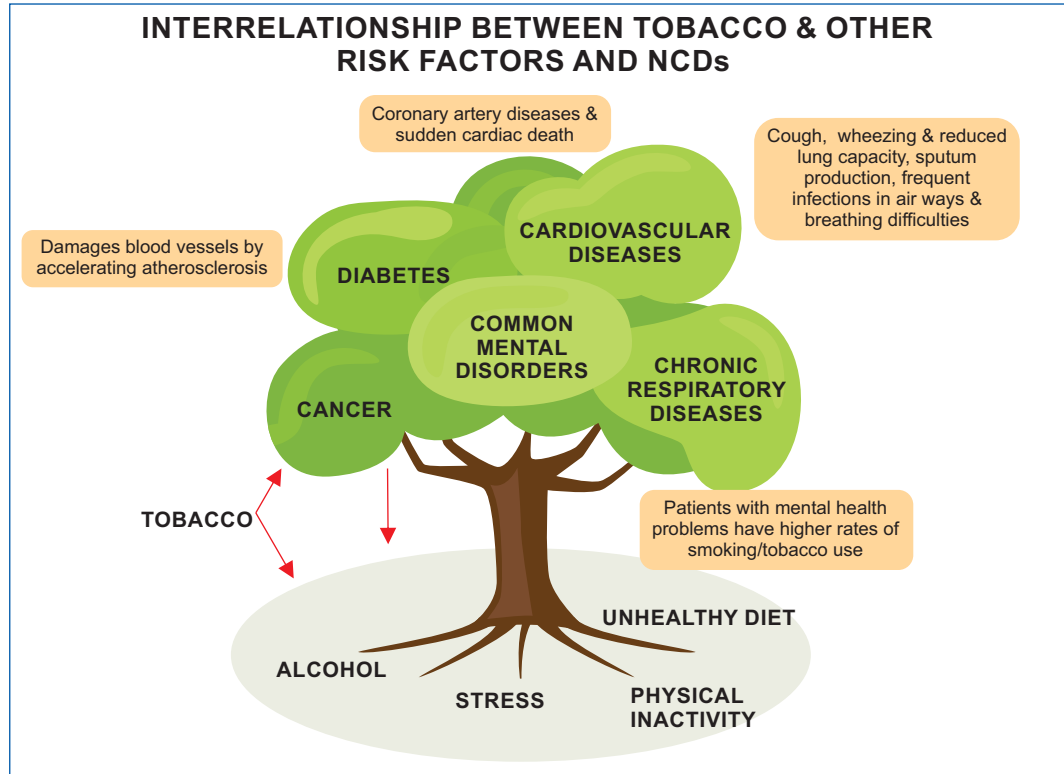 INTERRELATIONSHIP BETWEEN TOBACCO & OTHER
RISK FACTORS AND NCDs
Coronary artery diseases &
sudden cardiac death
Cough, wheezing & reduced
lung capacity, sputum
production, frequent
infections in air ways &
breathing difficulties
Damages blood vessels by
accelerating atherosclerosis
CARDIOVASCULAR
DISEASES
DIABETES
COMMON
MENTAL
DISORDERS
CHRONIC
RESPIRATORY
DISEASES
CANCER
TOBACCO
Patients with mental health
problems have higher rates of
smoking/tobacco use
UNHEALTHY DIET
ALCOHOL
STRESS
PHYSICAL
INACTIVITY